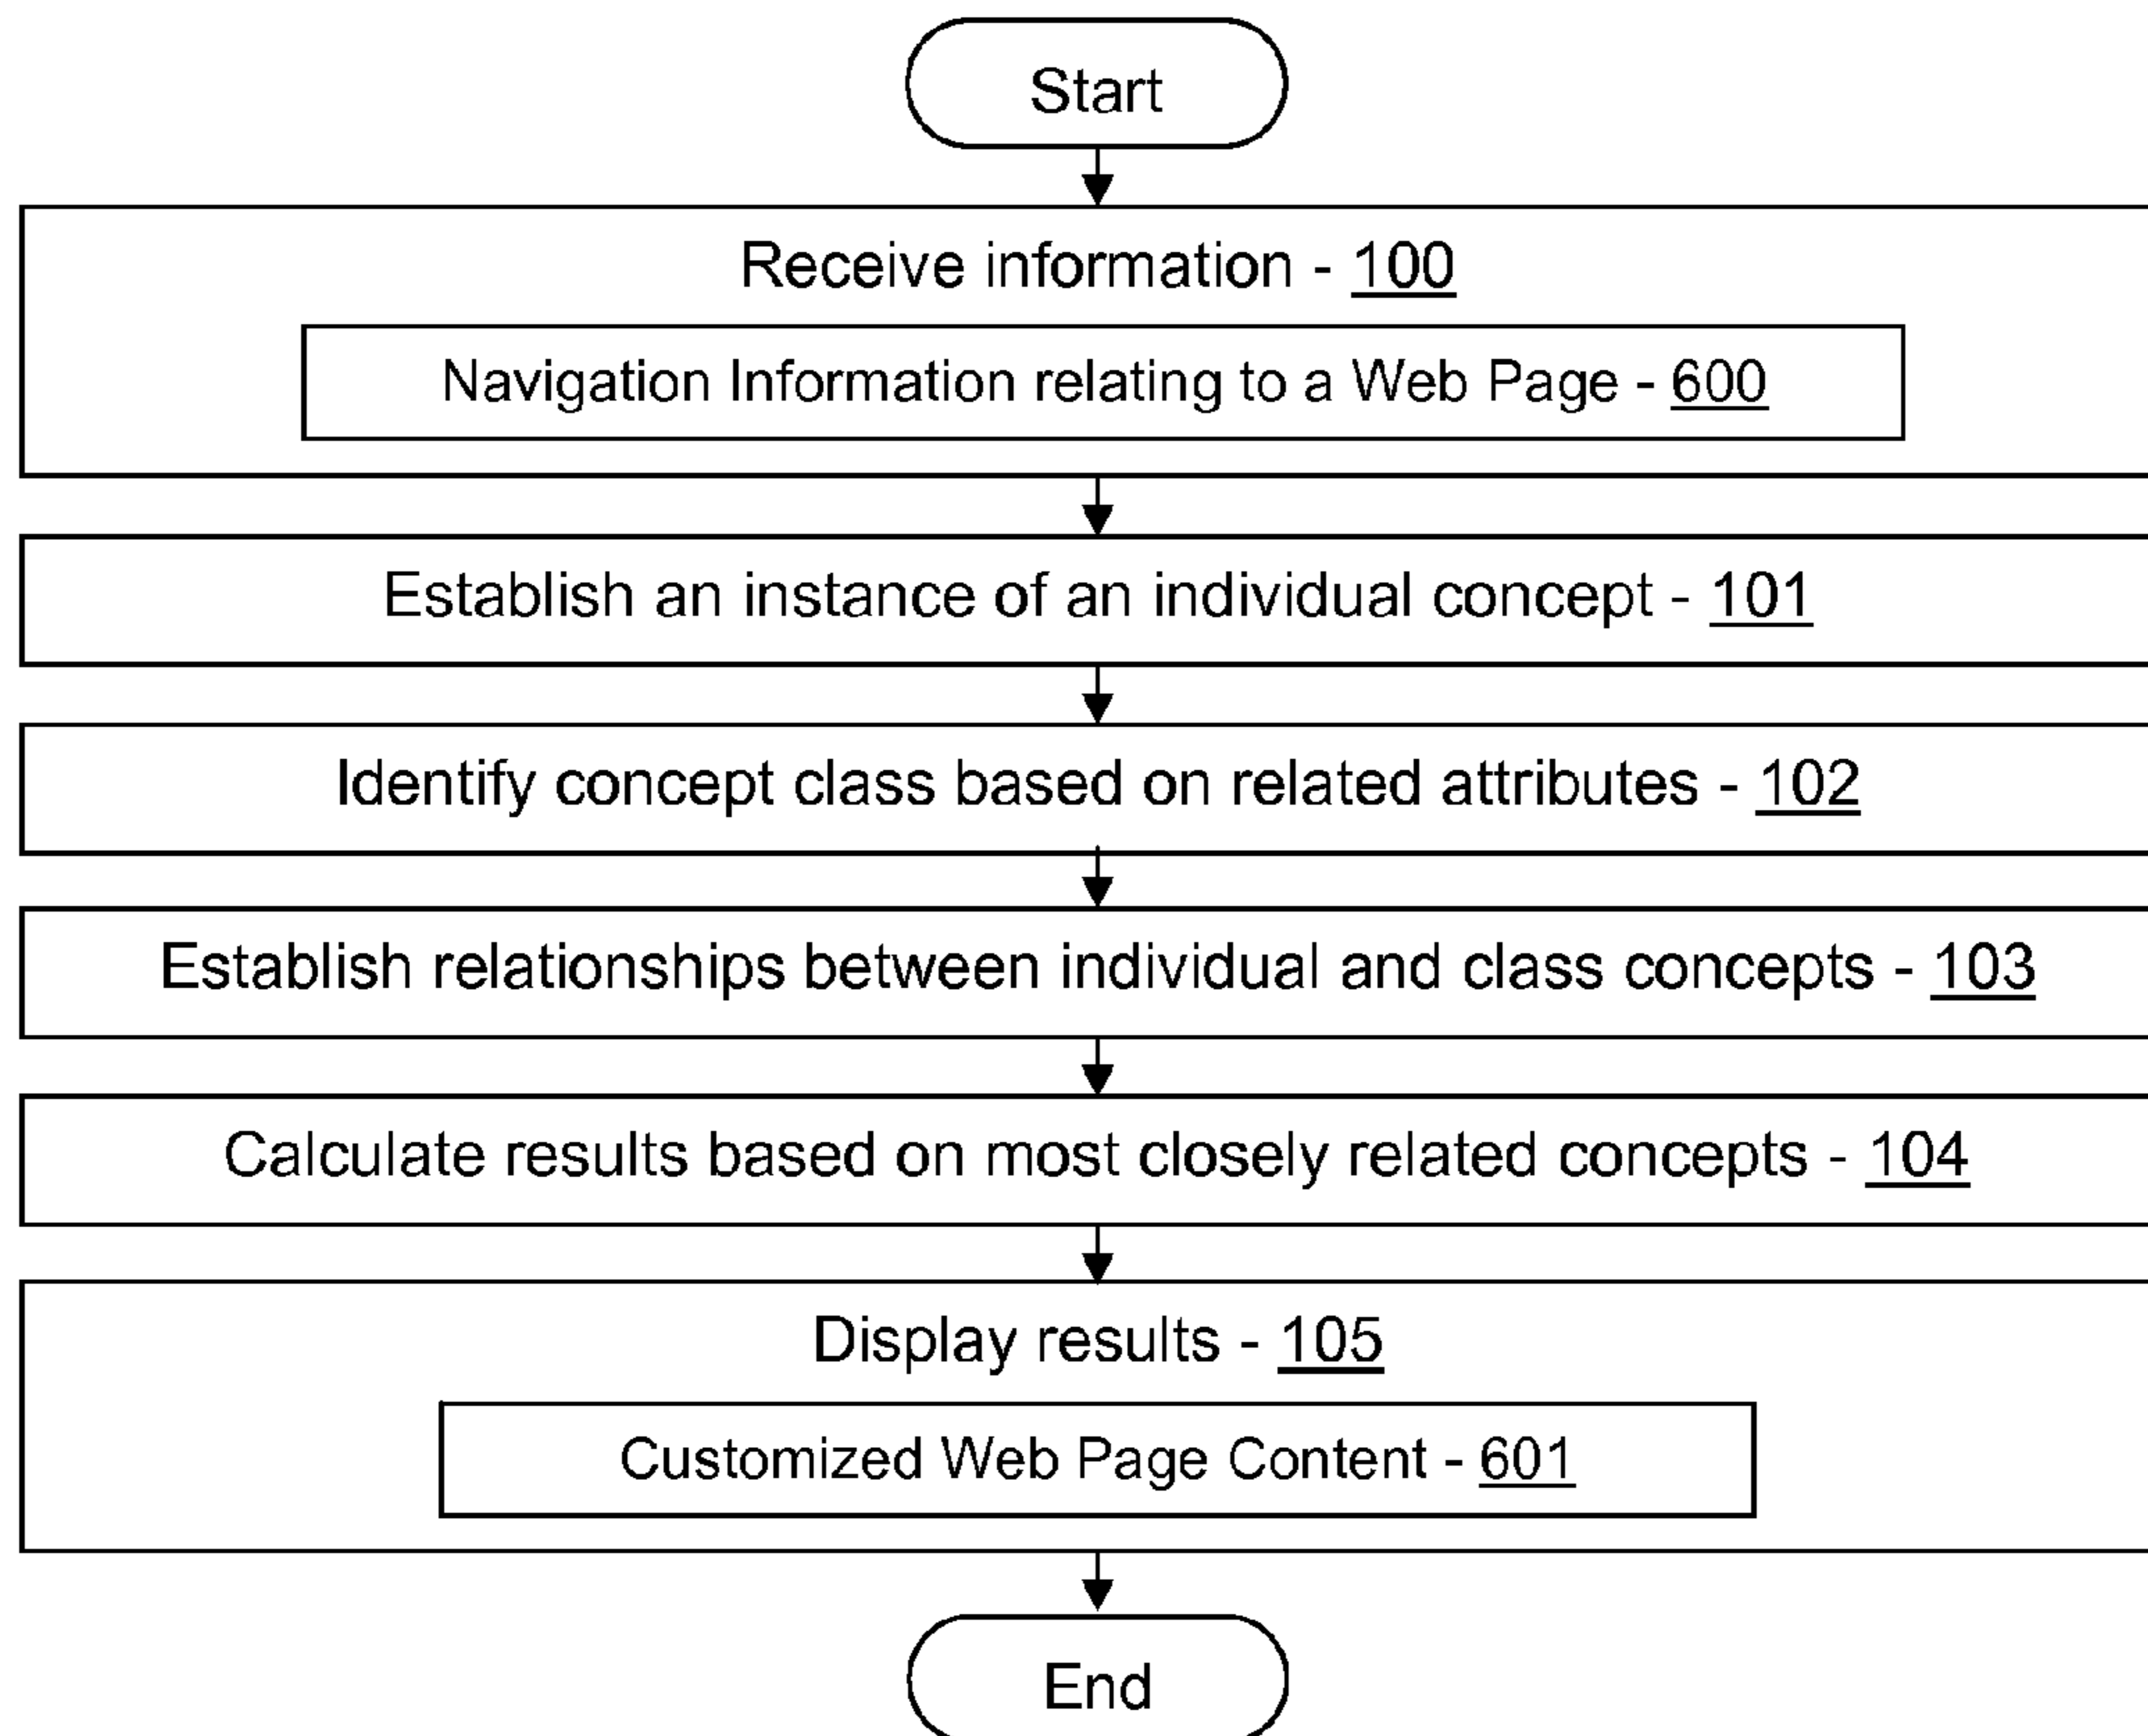 Start
Receive information - 100
Navigation Information relating to a Web Page - 600
Establish an instance of an individual concept - 101
Identify concept class based on related attributes - 102
Establish relationships between individual and class concepts - 103
Calculate results based on most closely related concepts - 104
Display results - 105
Customized Web Page Content - 601
End